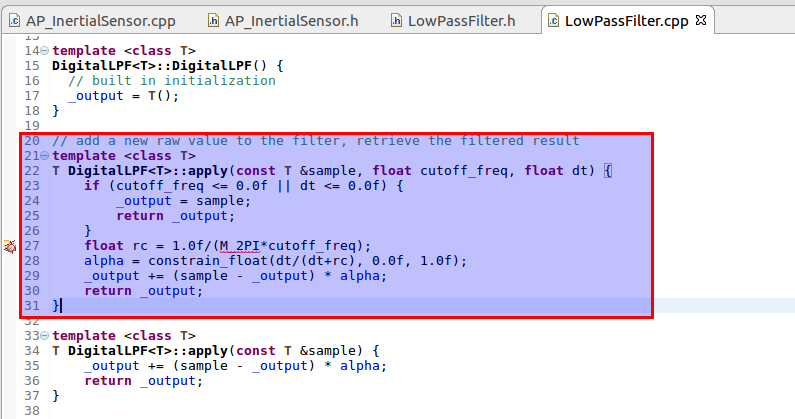 AP_InertialSensor.cpp AP_InertialSensor.h LowPassFilter.h LowPassFilter.cpp
14 template <class T>
15 DigitalLPF<T>::DigitalLPF() {
16 // built in initialization
17 _output = T();
18 }
19
20 // add a new raw value to the filter, retrieve the filtered result
21 template <class T>
22 T DigitalLPF<T>::apply(const T &sample, float cutoff_freq, float dt) {
23 if (cutoff_freq <= 0.0f || dt <= 0.0f) {
24 _output = sample;
25 return _output;
26 }
27 float rc = 1.0f/(M_2PI*cutoff_freq);
28 alpha = constrain_float(dt/(dt+rc), 0.0f, 1.0f);
29 _output += (sample - _output) * alpha;
30 return _output;
31 }
32
33 template <class T>
34 T DigitalLPF<T>::apply(const T &sample) {
35 _output += (sample - _output) * alpha;
36 return _output;
37 }
38